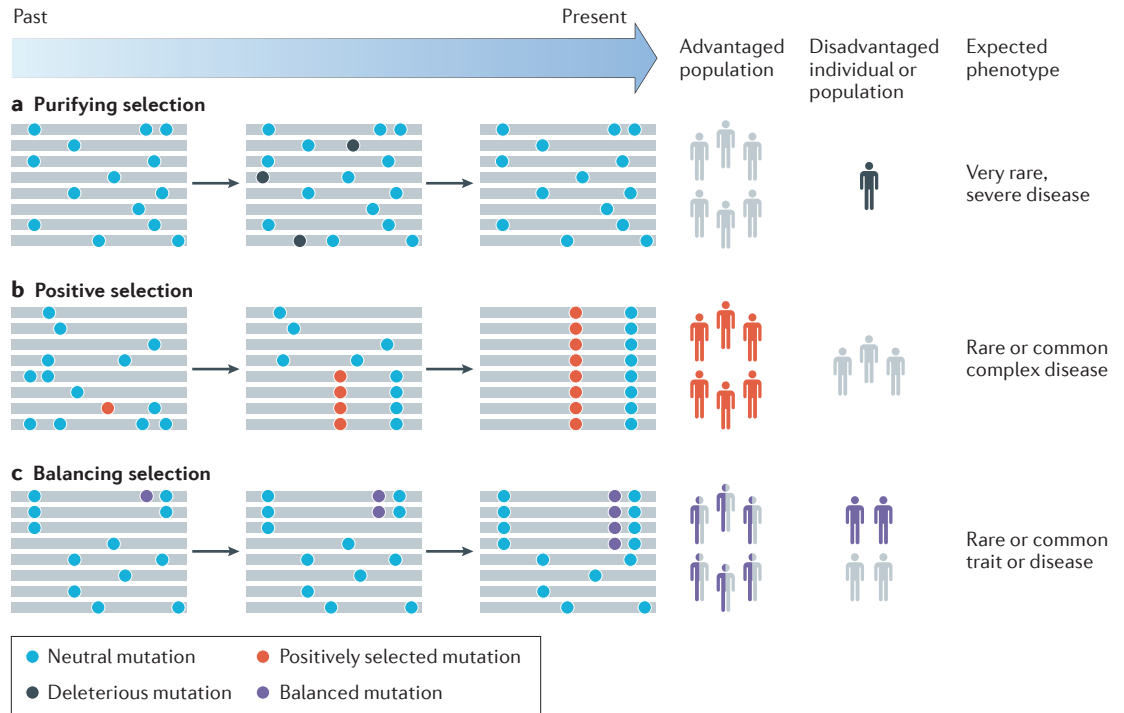 Past
Present
Advantaged
population
Disadvantaged
individual or
population
Expected
phenotype
a Purifying selection
Very rare,
severe disease
b Positive selection
Rare or common
complex disease
c Balancing selection
Rare or common
trait or disease
Neutral mutation
Positively selected mutation
Deleterious mutation
Balanced mutation